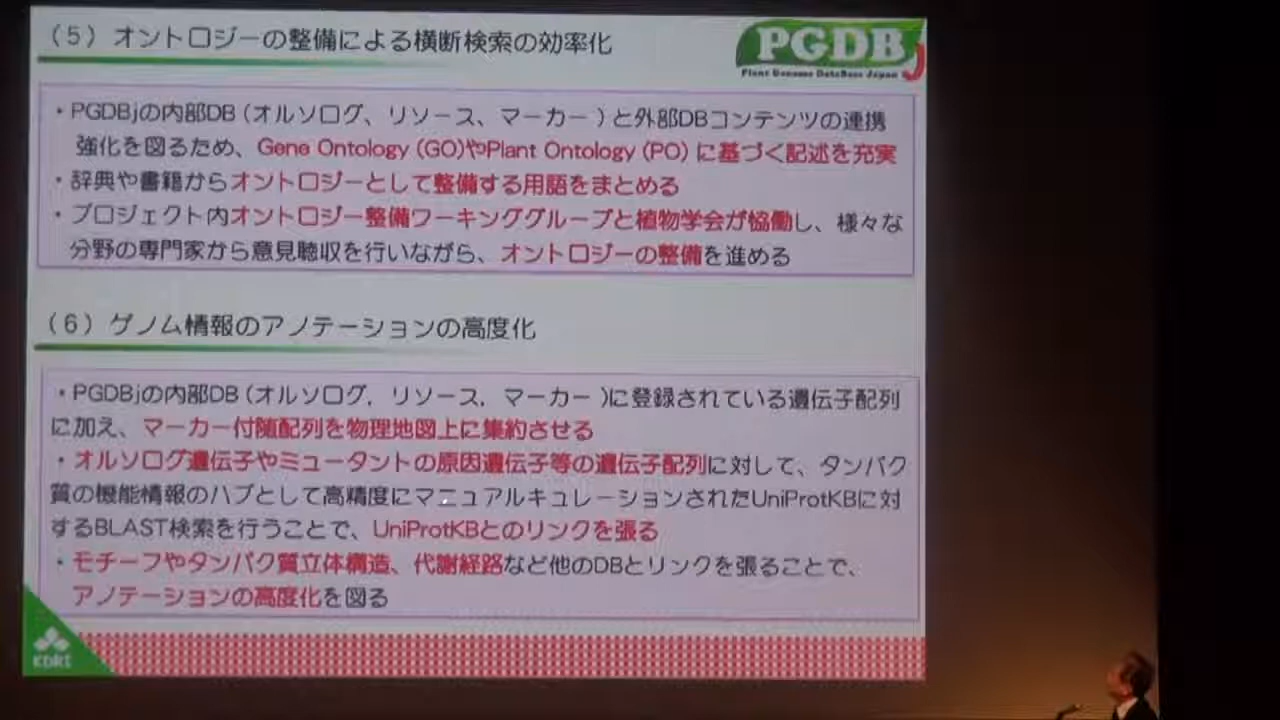 （5）オントロジーの整備による横断検索の効率化
PGDBj
Plant Genome DataBase Japan
・PGDBjの内部DB（オルソログ、リソース、マーカー ）と外部DBコンテンツの連携
強化を図るため、Gene Ontology (GO)やPlant Ontology (PO) に基づく記述を充実
・辞典や書籍からオントロジーとして整備する用語をまとめる
・プロジェクト内オントロジー整備ワーキンググループと植物学会が協働し、様々な
分野の専門家から意見聴収を行いながら、オントロジーの整備を進める
（6）ゲノム情報のアノテーションの高度化
・PGDBjの内部DB（オルソログ、リソース、マーカー ）に登録されている遺伝子配列
に加え、マーカー付随配列を物理地図上に集約させる
・オルソログ遺伝子やミュータントの原因遺伝子等の遺伝子配列に対して、タンパク
質の機能情報のハブとして高精度にマニュアルキュレーションされたUniProtKBに対
するBLAST検索を行うことで、UniProtKBとのリンクを張る
・モチーフやタンパク質立体構造、代謝経路など他のDBとリンクを張ることで、
アノテーションの高度化を図る
KDRI